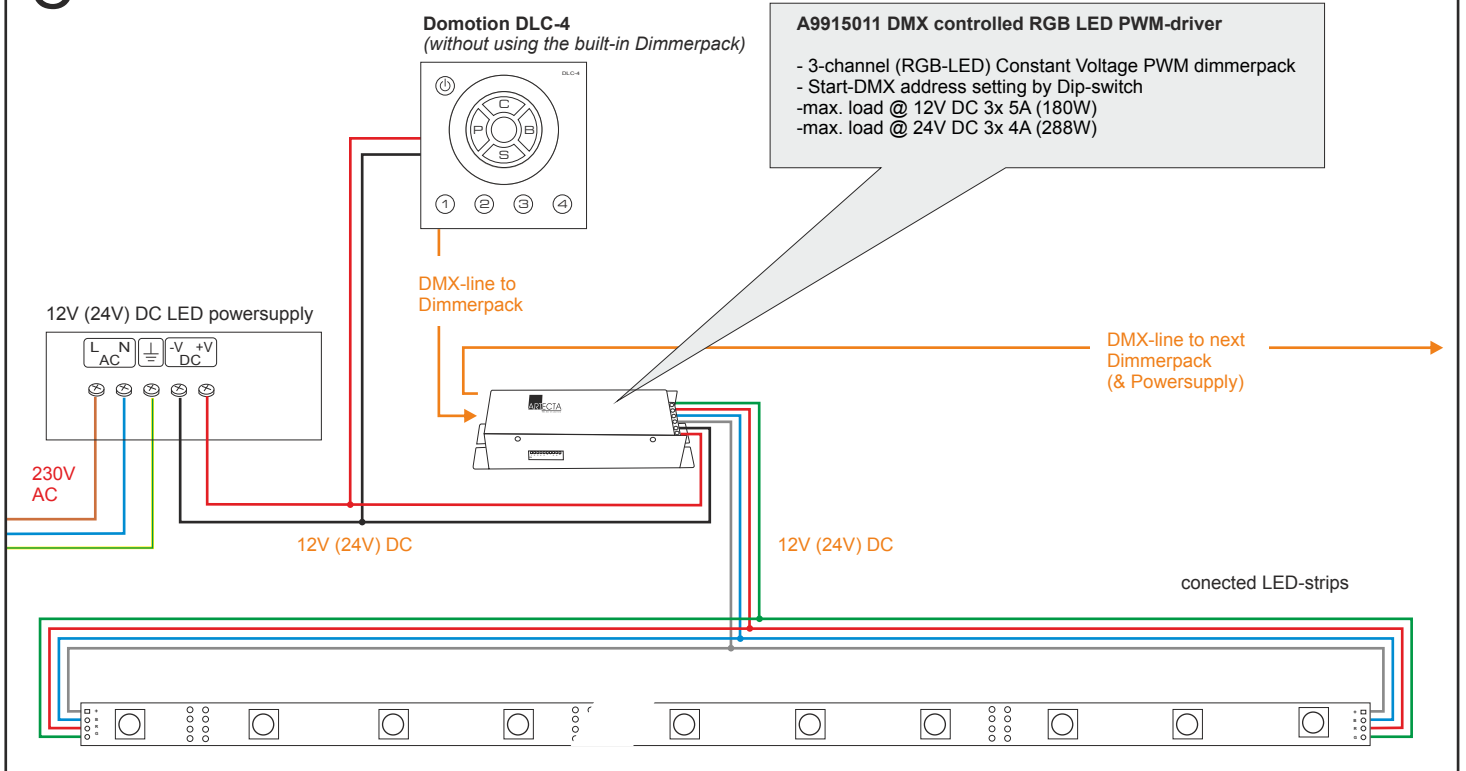 Domotion DLC-4
(without using the built-in Dimmerpack)
A9915011 DMX controlled RGB LED PWM-driver
- 3-channel (RGB-LED) Constant Voltage PWM dimmerpack
- Start-DMX address setting by Dip-switch
-max. load @ 12V DC 3x 5A (180W)
-max. load @ 24V DC 3x 4A (288W)
DLC-4
C
P
B
S
1 2 3 4
DMX-line to
Dimmerpack
12V (24V) DC LED powersupply
L N
AC
-V +V
DC
DMX-line to next
Dimmerpack
(& Powersupply)
ARTECTA
230V
AC
12V (24V) DC
12V (24V) DC
conected LED-strips